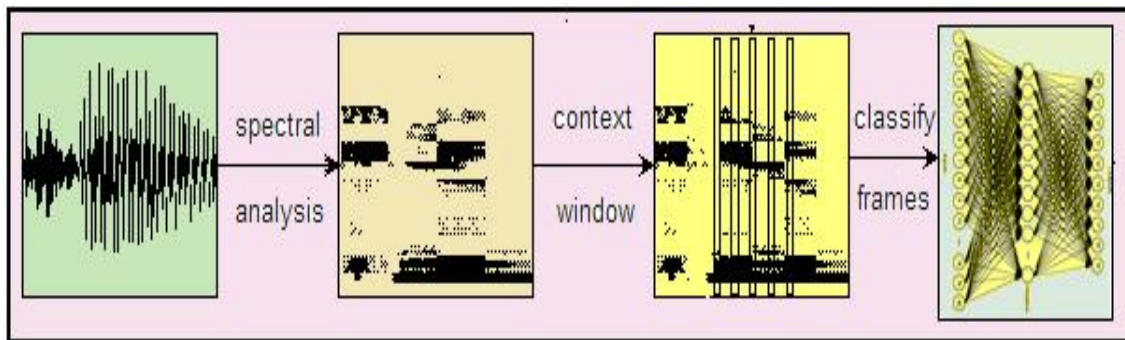 spectral
analysis
context
window
classify
frames